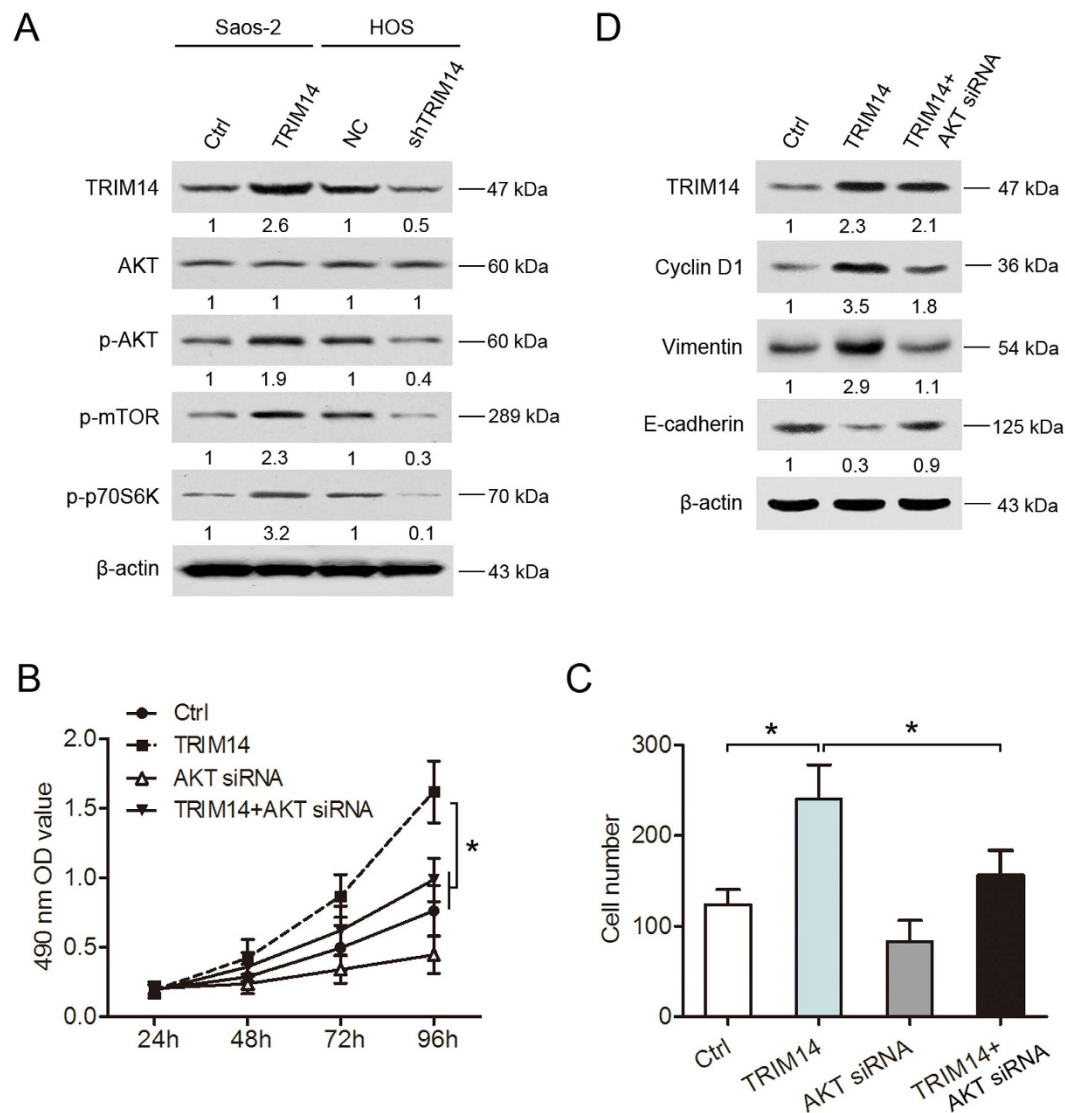 A
Saos-2 HOS
Ctrl TRIM14 NC shTRIM14
TRIM14 47 kDa
1 2.6 1 0.5
AKT 60 kDa
1 1 1 1
p-AKT 60 kDa
1 1.9 1 0.4
p-mTOR 289 kDa
1 2.3 1 0.3
p-p70S6K 70 kDa
1 3.2 1 0.1
β-actin 43 kDa
D
Ctrl TRIM14 TRIM14+
AKT siRNA
TRIM14 47 kDa
1 2.3 2.1
Cyclin D1 36 kDa
1 3.5 1.8
Vimentin 54 kDa
1 2.9 1.1
E-cadherin 125 kDa
1 0.3 0.9
β-actin 43 kDa
B
Ctrl
TRIM14
AKT siRNA
TRIM14+AKT siRNA
490 nm OD value
2.0
1.5
1.0
0.5
0.0
*
24h 48h 72h 96h
C
* *
Cell number
300
200
100
0
Ctrl TRIM14 AKT siRNA TRIM14+
AKT siRNA